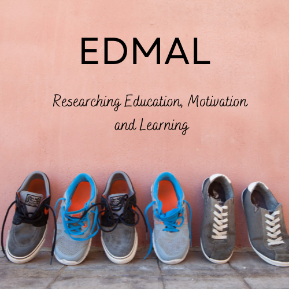 EDMAL
Researching Education, Motivation
and Learning